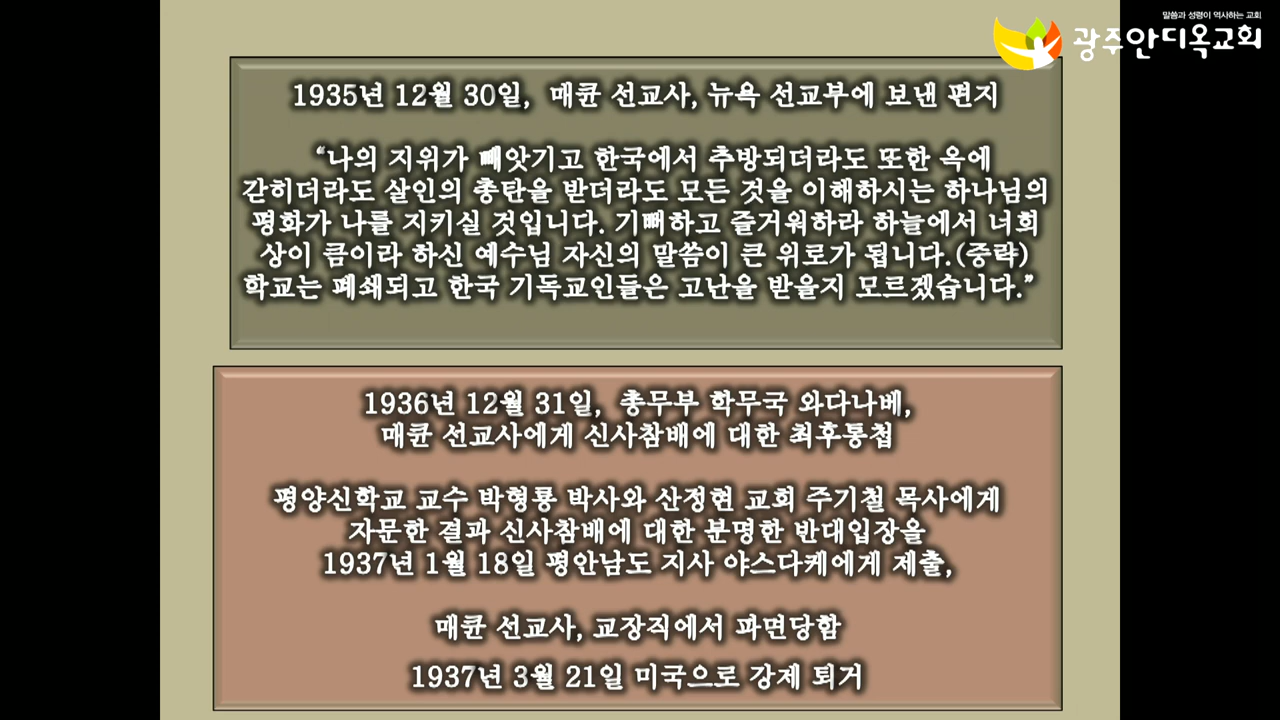 말씀과 성령이 역사하는 교회
광주안디옥교회
1935년 12월 30일, 매큔 선교사, 뉴욕 선교부에 보낸 편지
“나의 지위가 빼앗기고 한국에서 추방되더라도 또한 옥에
갇히더라도 살인의 총탄을 받더라도 모든 것을 이해하시는 하나님의
평화가 나를 지키실 것입니다. 기뻐하고 즐거워하라 하늘에서 너희
상이 큼이라 하신 예수님 자신의 말씀이 큰 위로가 됩니다.(중략)
학교는 폐쇄되고 한국 기독교인들은 고난을 받을지 모르겠습니다.”
1936년 12월 31일, 총무부 학무국 와다나베,
매큔 선교사에게 신사참배에 대한 최후통첩
평양신학교 교수 박형룡 박사와 산정현 교회 주기철 목사에게
자문한 결과 신사참배에 대한 분명한 반대입장을
1937년 1월 18일 평안남도 지사 야스다케에게 제출,
매큔 선교사, 교장직에서 파면당함
1937년 3월 21일 미국으로 강제 퇴거